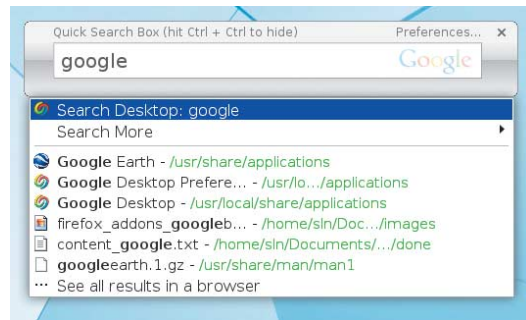 Quick Search Box (hit Ctrl + Ctrl to hide) Preferences... ×
google Google
Search Desktop: google
Search More
Google Earth - /usr/share/applications
Google Desktop Prefere... - /usr/lo.../applications
Google Desktop - /usr/local/share/applications
firefox_addons_googleb... - /home/sln/Doc.../images
content_google.txt - /home/sln/Documents/.../done
googleearth.1.gz - /usr/share/man/man1
... See all results in a browser